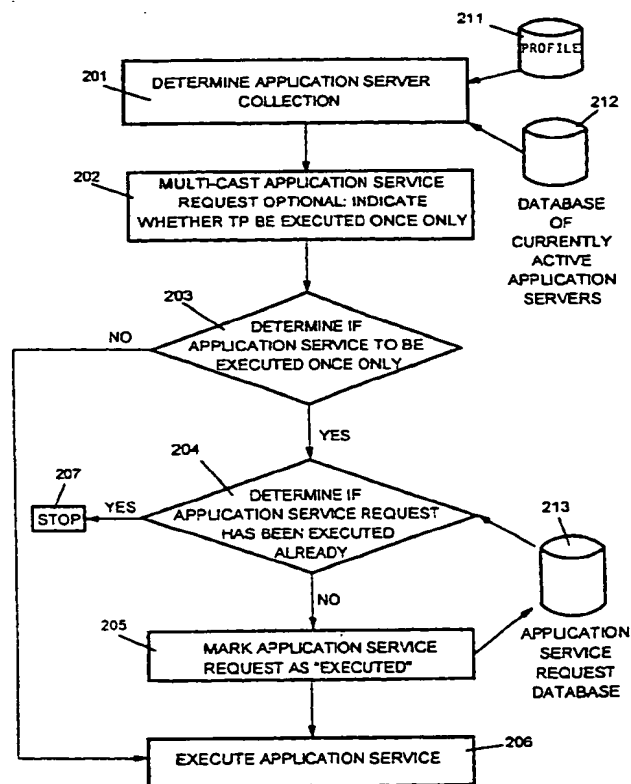 211
PROFILE
201
DETERMINE APPLICATION SERVER
COLLECTION
212
202
MULTI-CAST APPLICATION SERVICE
REQUEST OPTIONAL: INDICATE
WHETHER TP BE EXECUTED ONCE ONLY
DATABASE
OF
CURRENTLY
ACTIVE
APPLICATION
SERVERS
203
NO
DETERMINE IF
APPLICATION SERVICE TO BE
EXECUTED ONCE ONLY
YES
204
207
STOP
YES
DETERMINE IF
APPLICATION SERVICE REQUEST
HAS BEEN EXECUTED
ALREADY
213
NO
205
MARK APPLICATION SERVICE
REQUEST AS "EXECUTED"
APPLICATION
SERVICE
REQUEST
DATABASE
EXECUTE APPLICATION SERVICE
206